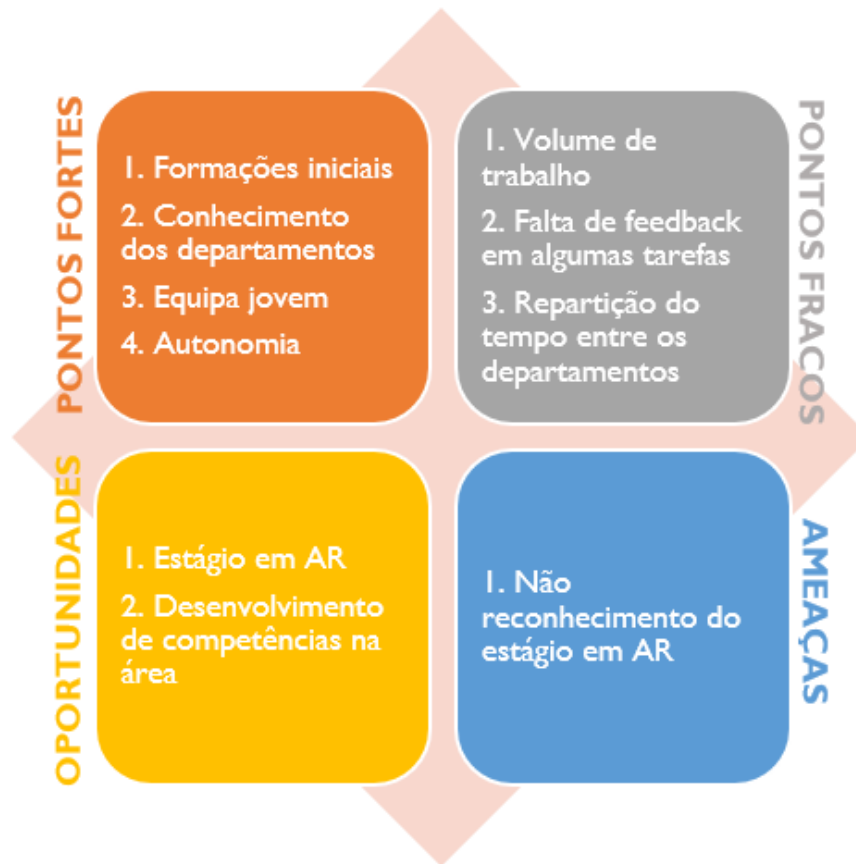 PONTOS FORTES
1. Formações iniciais
2. Conhecimento
dos departamentos
3. Equipa jovem
4. Autonomia
PONTOS FRACOS
1. Volume de
trabalho
2. Falta de feedback
em algumas tarefas
3. Repartição do
tempo entre os
departamentos
OPORTUNIDADES
1. Estágio em AR
2. Desenvolvimento
de competências na
área
AMEAÇAS
1. Não
reconhecimento do
estágio em AR